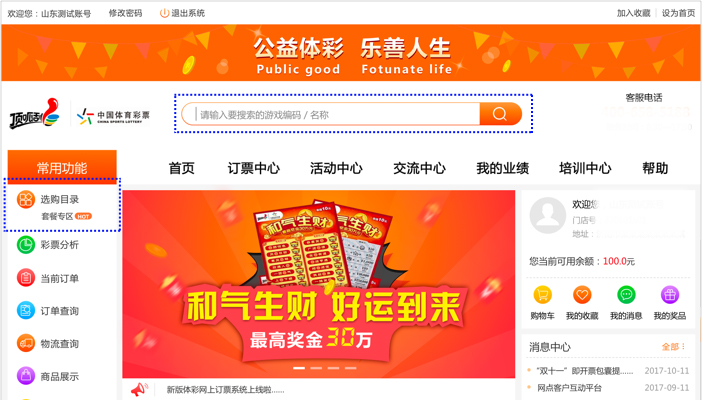 欢迎您：山东测试账号 修改密码 退出系统 加入收藏 设为首页
公益体彩 乐善人生
Public good Fotunate life
顶呱刮 中国体育彩票
CHINA SPORTS LOTTERY
请输入要搜索的游戏编码 / 名称
客服电话
常用功能 首页 订票中心 活动中心 交流中心 我的业绩 培训中心 帮助
选购目录
套餐专区 HOT
彩票分析
当前订单
订单查询
物流查询
商品展示
和气生财
和气生财 好运到来
最高奖金30万
新版体彩网上订票系统上线啦......
欢迎您
门店号
地址：
您当前可用余额：100.0元
购物车 我的收藏 我的消息 我的奖品
消息中心 全部
“双十一”即开票包囊提...... 2017-10-11
网点客户互动平台 2017-09-11